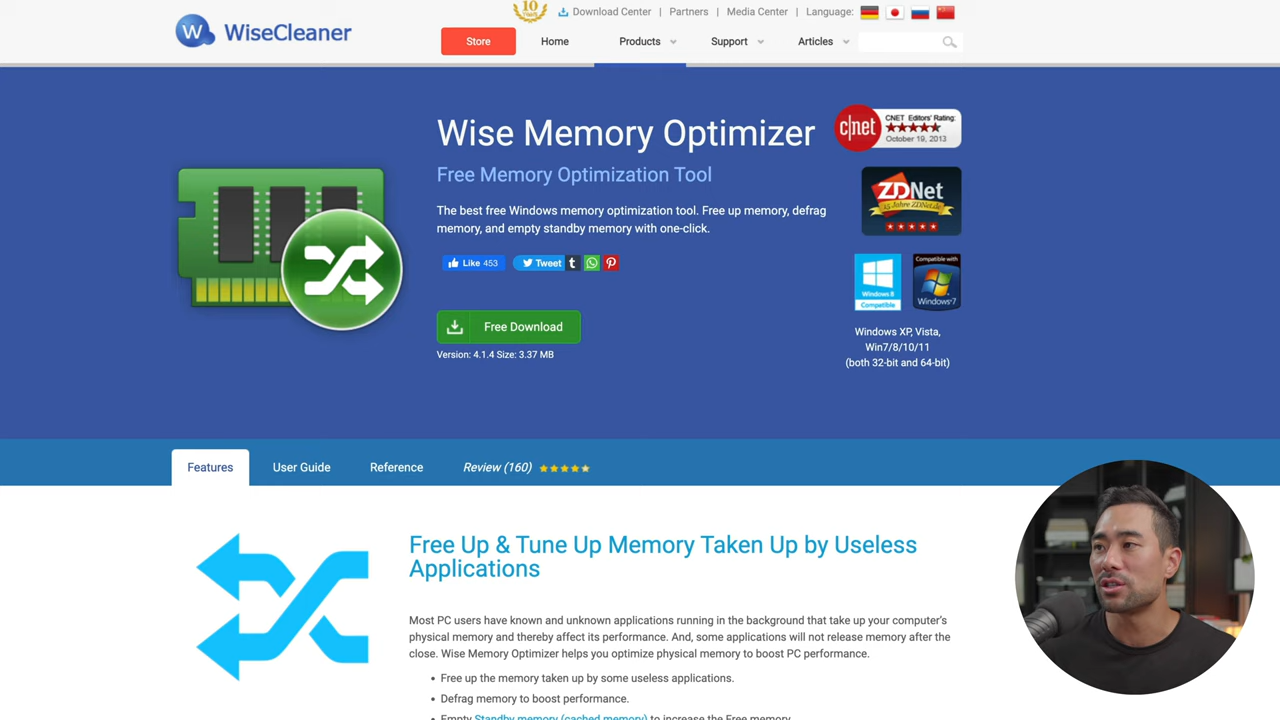 10
Years
Download Center | Partners | Media Center | Language:
W WiseCleaner
Store Home Products Support Articles
Wise Memory Optimizer
Free Memory Optimization Tool
The best free Windows memory optimization tool. Free up memory, defrag
memory, and empty standby memory with one-click.
Like 453 Tweet t
Free Download
Version: 4.1.4 Size: 3.37 MB
c|net CNET Editors' Rating:
October 19, 2013
ZDNet
15 Jahre ZDNet.de
Windows 8
Compatible
Compatible with
Windows 7
Windows XP, Vista,
Win7/8/10/11
(both 32-bit and 64-bit)
Features User Guide Reference Review (160)
Free Up & Tune Up Memory Taken Up by Useless
Applications
Most PC users have known and unknown applications running in the background that take up your computer's
physical memory and thereby affect its performance. And, some applications will not release memory after the
close. Wise Memory Optimizer helps you optimize physical memory to boost PC performance.
• Free up the memory taken up by some useless applications.
• Defrag memory to boost performance.
• Empty Standby memory (cached memory) to increase the Free memory.